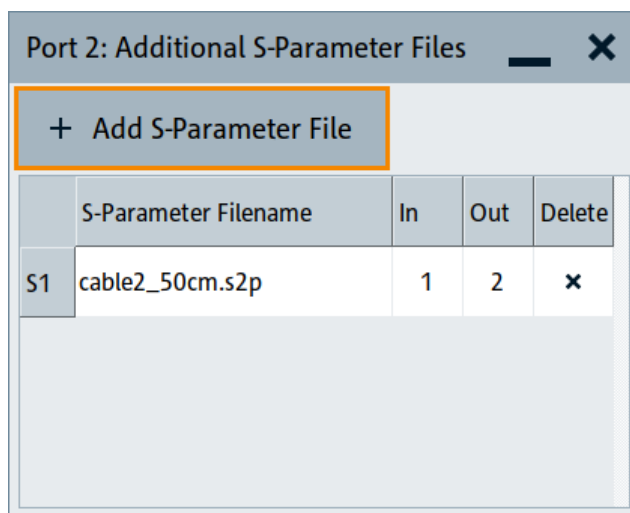 Port 2: Additional S-Parameter Files
+ Add S-Parameter File
S-Parameter Filename In Out Delete
S1 cable2_50cm.s2p 1 2 ×